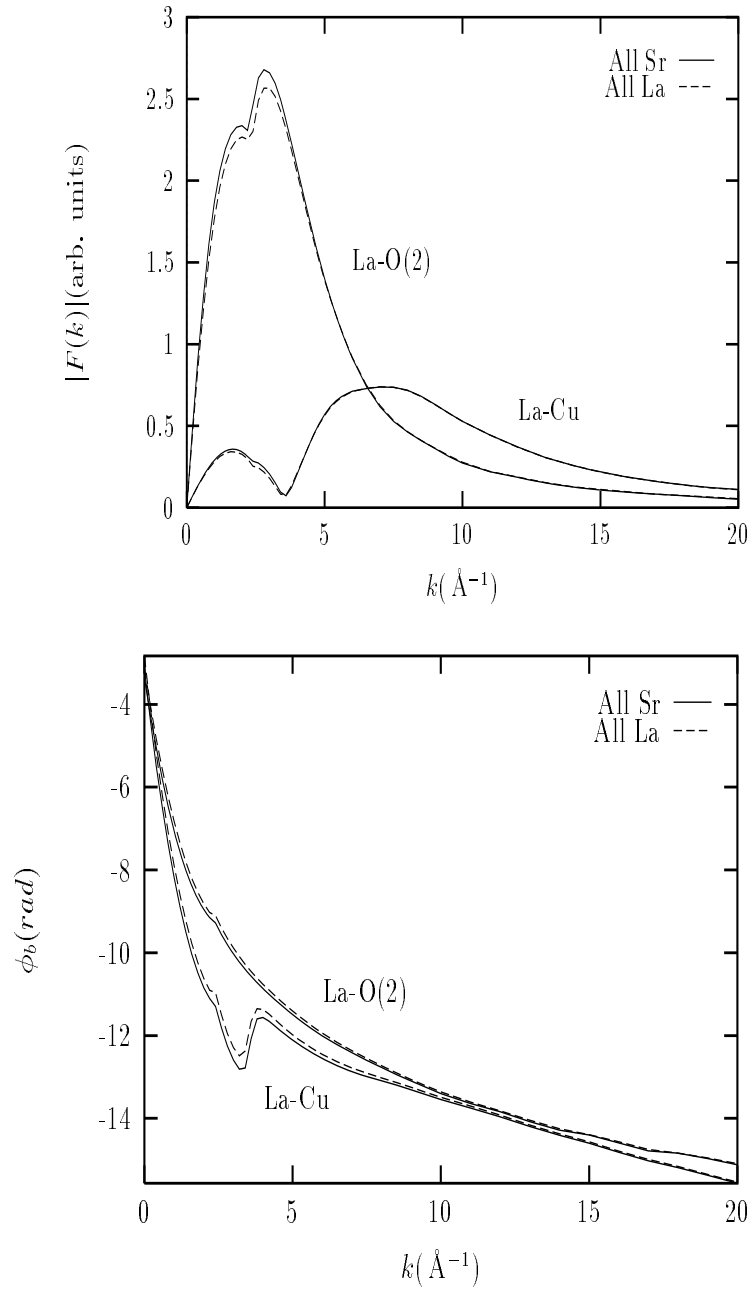 3
2.5
2
1.5
1
0.5
0
|F(k)|(arb. units)
All Sr
All La
La-O(2)
La-Cu
0 5 10 15 20
k(Å⁻¹)
-4
-6
-8
-10
-12
-14
ϕb(rad)
All Sr
All La
La-O(2)
La-Cu
0 5 10 15 20
k(Å⁻¹)